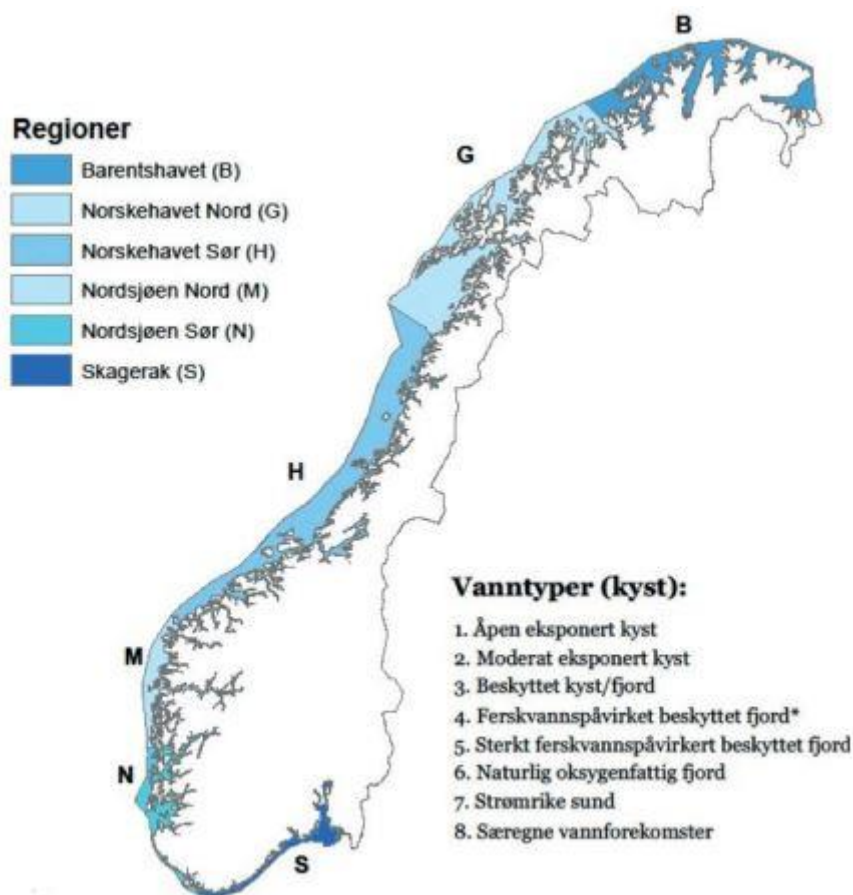 B
Regioner
Barentshavet (B)
Norskehavet Nord (G)
Norskehavet Sør (H)
Nordsjøen Nord (M)
Nordsjøen Sør (N)
Skagerak (S)
G
H
M
N
S
Vanntyper (kyst):
1. Åpen eksponert kyst
2. Moderat eksponert kyst
3. Beskyttet kyst/fjord
4. Ferskvannspåvirket beskyttet fjord*
5. Sterkt ferskvannspåvirkert beskyttet fjord
6. Naturlig oksygenfattig fjord
7. Strømrike sund
8. Særegne vannforekomster